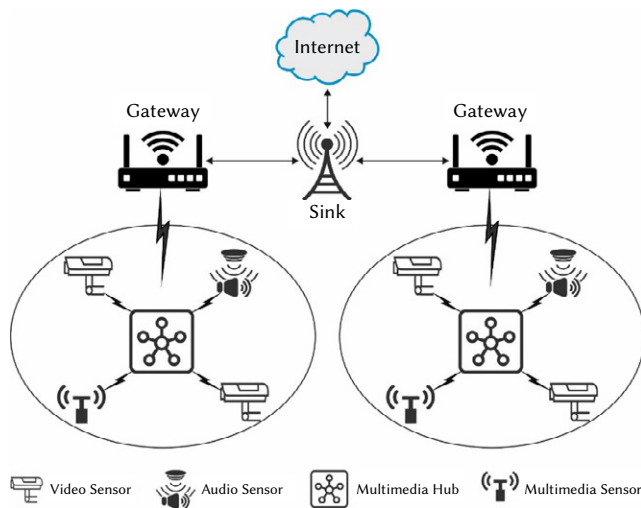 Internet
Gateway
Gateway
Sink
Video Sensor
Audio Sensor
Multimedia Hub
Multimedia Sensor